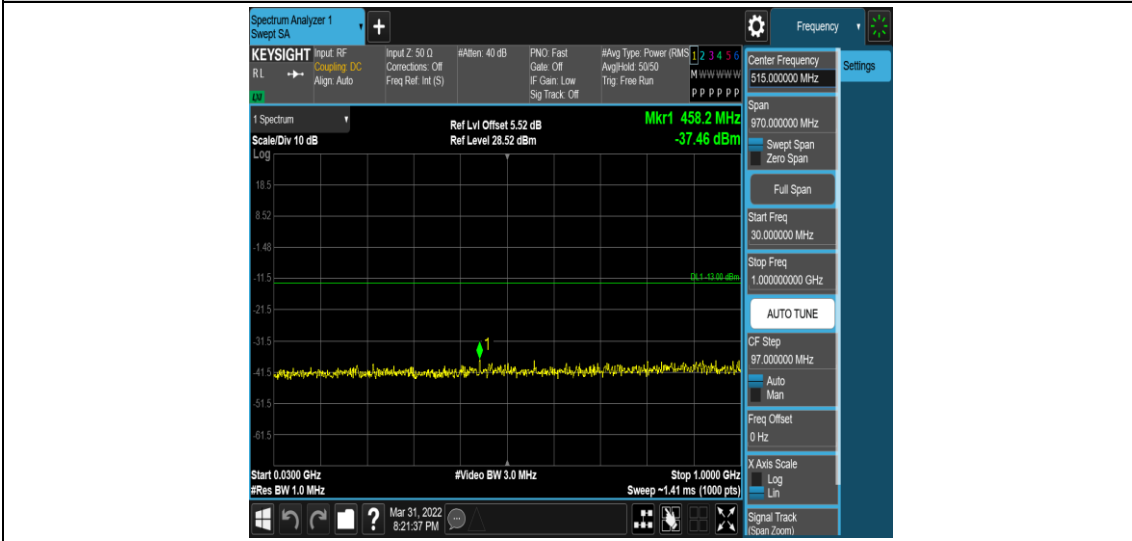 Spectrum Analyzer 1
Swept SA
+
Frequency
KEYSIGHT
RL
Input: RF
Coupling: DC
Align: Auto
Input Z: 50 Ω
Corrections: Off
Freq Ref: Int (S)
#Atten: 40 dB
PNO: Fast
Gate: Off
IF Gain: Low
Sig Track: Off
#Avg Type: Power (RMS
Avg|Hold: 50/50
Trig: Free Run
1 2 3 4 5 6
M W W W W W
P P P P P P
1 Spectrum
Scale/Div 10 dB
Log
Ref Lvl Offset 5.52 dB
Ref Level 28.52 dBm
Mkr1 458.2 MHz
-37.46 dBm
18.5
8.52
-1.48
-11.5
DL1 -13.00 dBm
-21.5
-31.5
1
-41.5
-51.5
-61.5
Start 0.0300 GHz
#Video BW 3.0 MHz
Stop 1.0000 GHz
#Res BW 1.0 MHz
Sweep ~1.41 ms (1000 pts)
?
Mar 31, 2022
8:21:37 PM
Center Frequency
515.000000 MHz
Settings
Span
970.000000 MHz
Swept Span
Zero Span
Full Span
Start Freq
30.000000 MHz
Stop Freq
1.000000000 GHz
AUTO TUNE
CF Step
97.000000 MHz
Auto
Man
Freq Offset
0 Hz
X Axis Scale
Log
Lin
Signal Track
(Span Zoom)